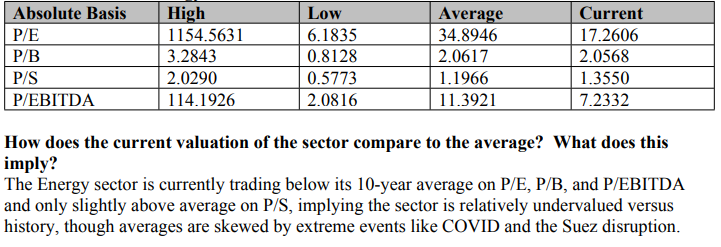 Absolute Basis High Low Average Current
P/E 1154.5631 6.1835 34.8946 17.2606
P/B 3.2843 0.8128 2.0617 2.0568
P/S 2.0290 0.5773 1.1966 1.3550
P/EBITDA 114.1926 2.0816 11.3921 7.2332
How does the current valuation of the sector compare to the average? What does this
imply?
The Energy sector is currently trading below its 10-year average on P/E, P/B, and P/EBITDA
and only slightly above average on P/S, implying the sector is relatively undervalued versus
history, though averages are skewed by extreme events like COVID and the Suez disruption.